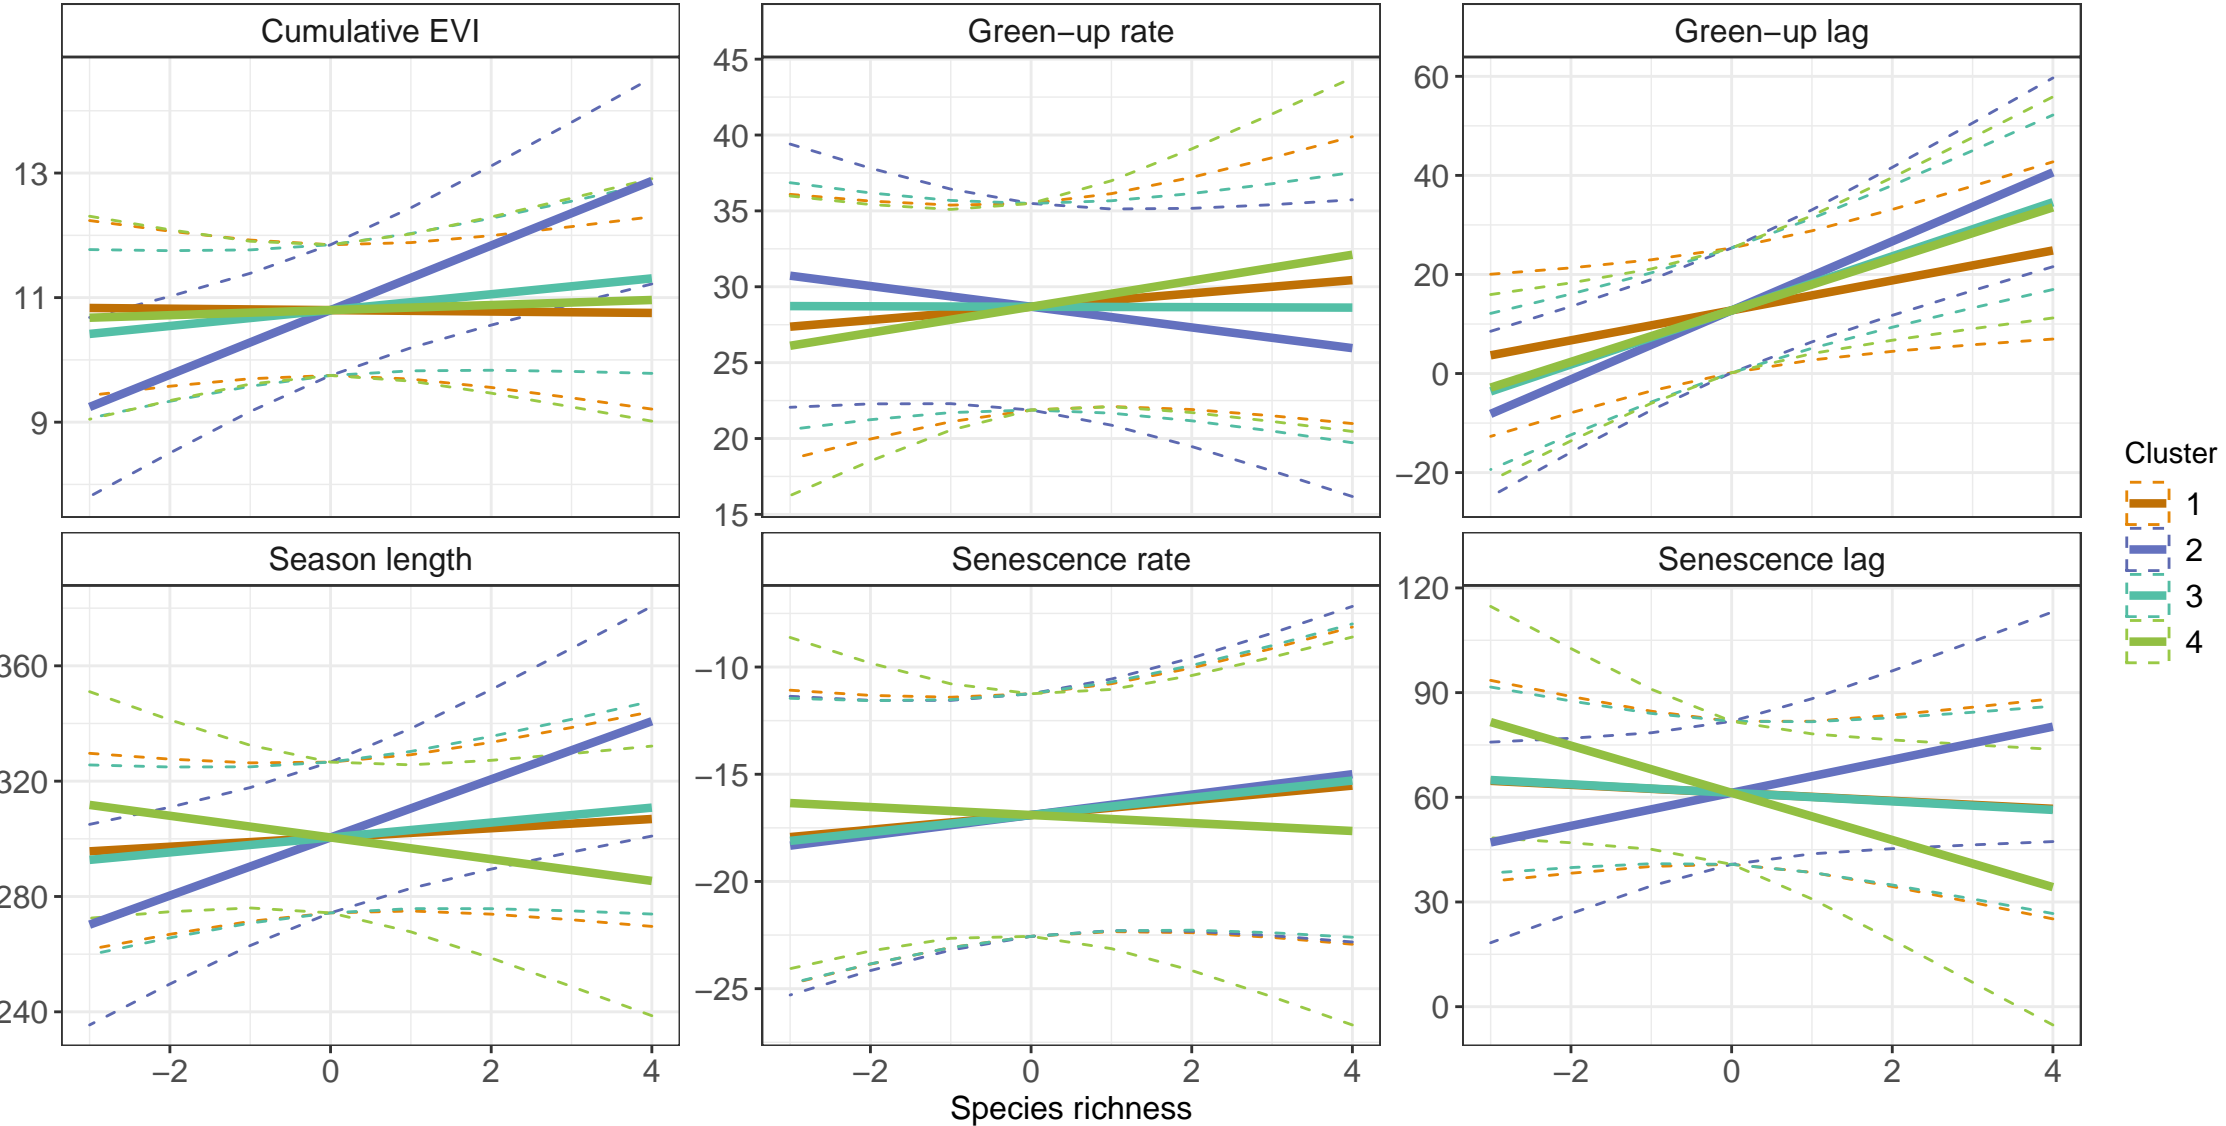 Cumulative EVI
Green−up rate
Green−up lag
13
11
9
45
40
35
30
25
20
15
60
40
20
0
−20
Season length
Senescence rate
Senescence lag
360
320
280
240
−10
−15
−20
−25
120
90
60
30
0
−2 0 2 4
−2 0 2 4
−2 0 2 4
Species richness
Cluster
1
2
3
4